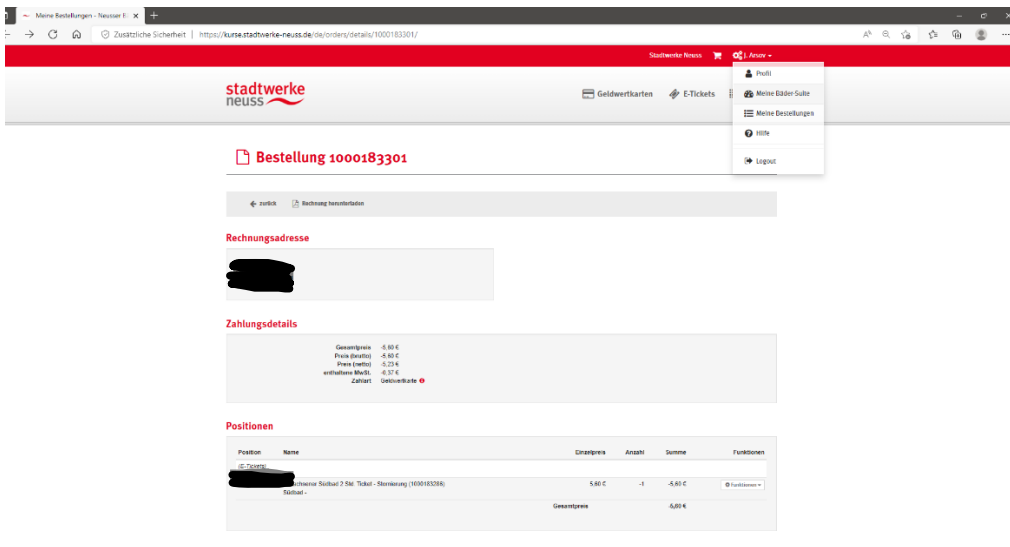 Meine Bestellungen - Neusser B
Zusätzliche Sicherheit | https://kurse.stadtwerke-neuss.de/de/orders/details/1000183301/
Stadtwerke Neuss J. Arsov
stadtwerke
neuss
Geldwertkarten E-Tickets
Profil
Meine Bäder-Suite
Meine Bestellungen
Hilfe
Logout
Bestellung 1000183301
zurück Rechnung herunterladen
Rechnungsadresse
Zahlungsdetails
Gesamtpreis -5,60 €
Preis (brutto) -5,60 €
Preis (netto) -5,23 €
enthaltene MwSt. -0,37 €
Zahlart Geldwertkarte
Positionen
Position Name Einzelpreis Anzahl Summe Funktionen
(E-Tickets)
Südbad 2 Std. Ticket - Stornierung (1000183286) 5,60 € -1 -5,60 € Funktionen
Südbad -
Gesamtpreis -5,60 €